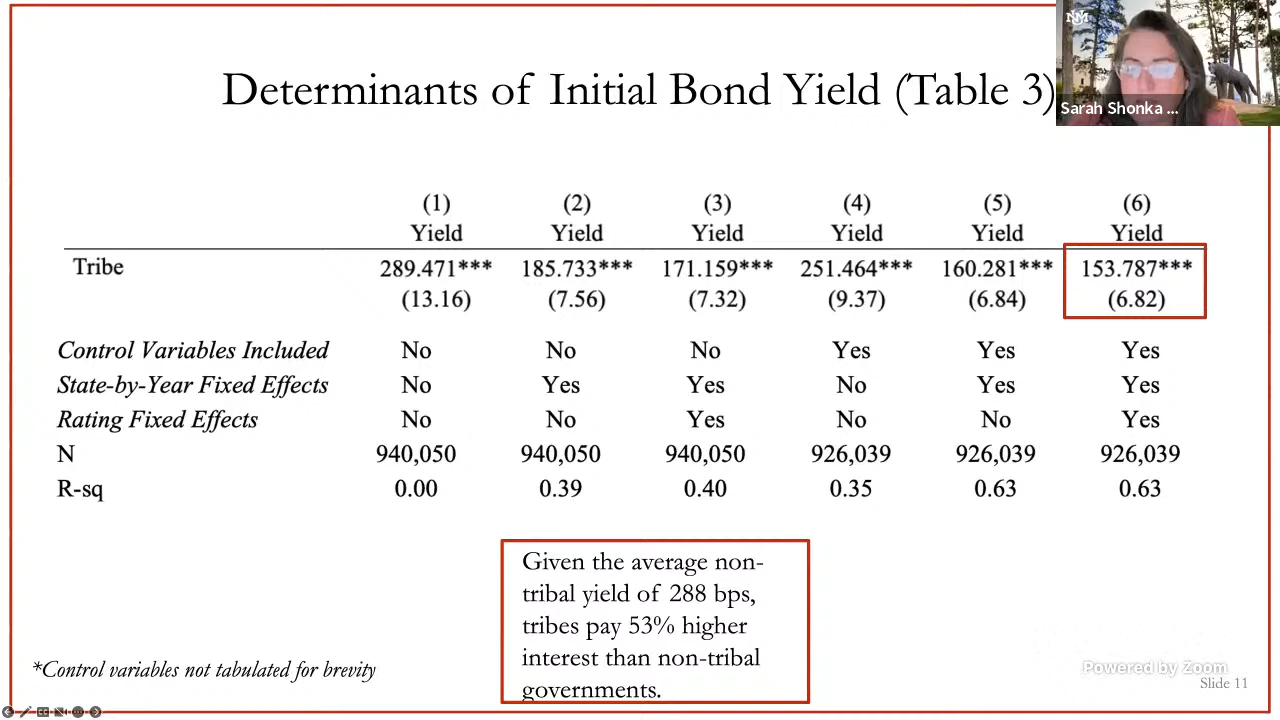 NM
Sarah Shonka ...
Determinants of Initial Bond Yield (Table 3)
(1) (2) (3) (4) (5) (6)
Yield Yield Yield Yield Yield Yield
Tribe 289.471*** 185.733*** 171.159*** 251.464*** 160.281*** 153.787***
(13.16) (7.56) (7.32) (9.37) (6.84) (6.82)
Control Variables Included No No No Yes Yes Yes
State-by-Year Fixed Effects No Yes Yes No Yes Yes
Rating Fixed Effects No No Yes No No Yes
N 940,050 940,050 940,050 926,039 926,039 926,039
R-sq 0.00 0.39 0.40 0.35 0.63 0.63
Given the average non-
tribal yield of 288 bps,
tribes pay 53% higher
interest than non-tribal
governments.
*Control variables not tabulated for brevity
Powered by Zoom
Slide 11